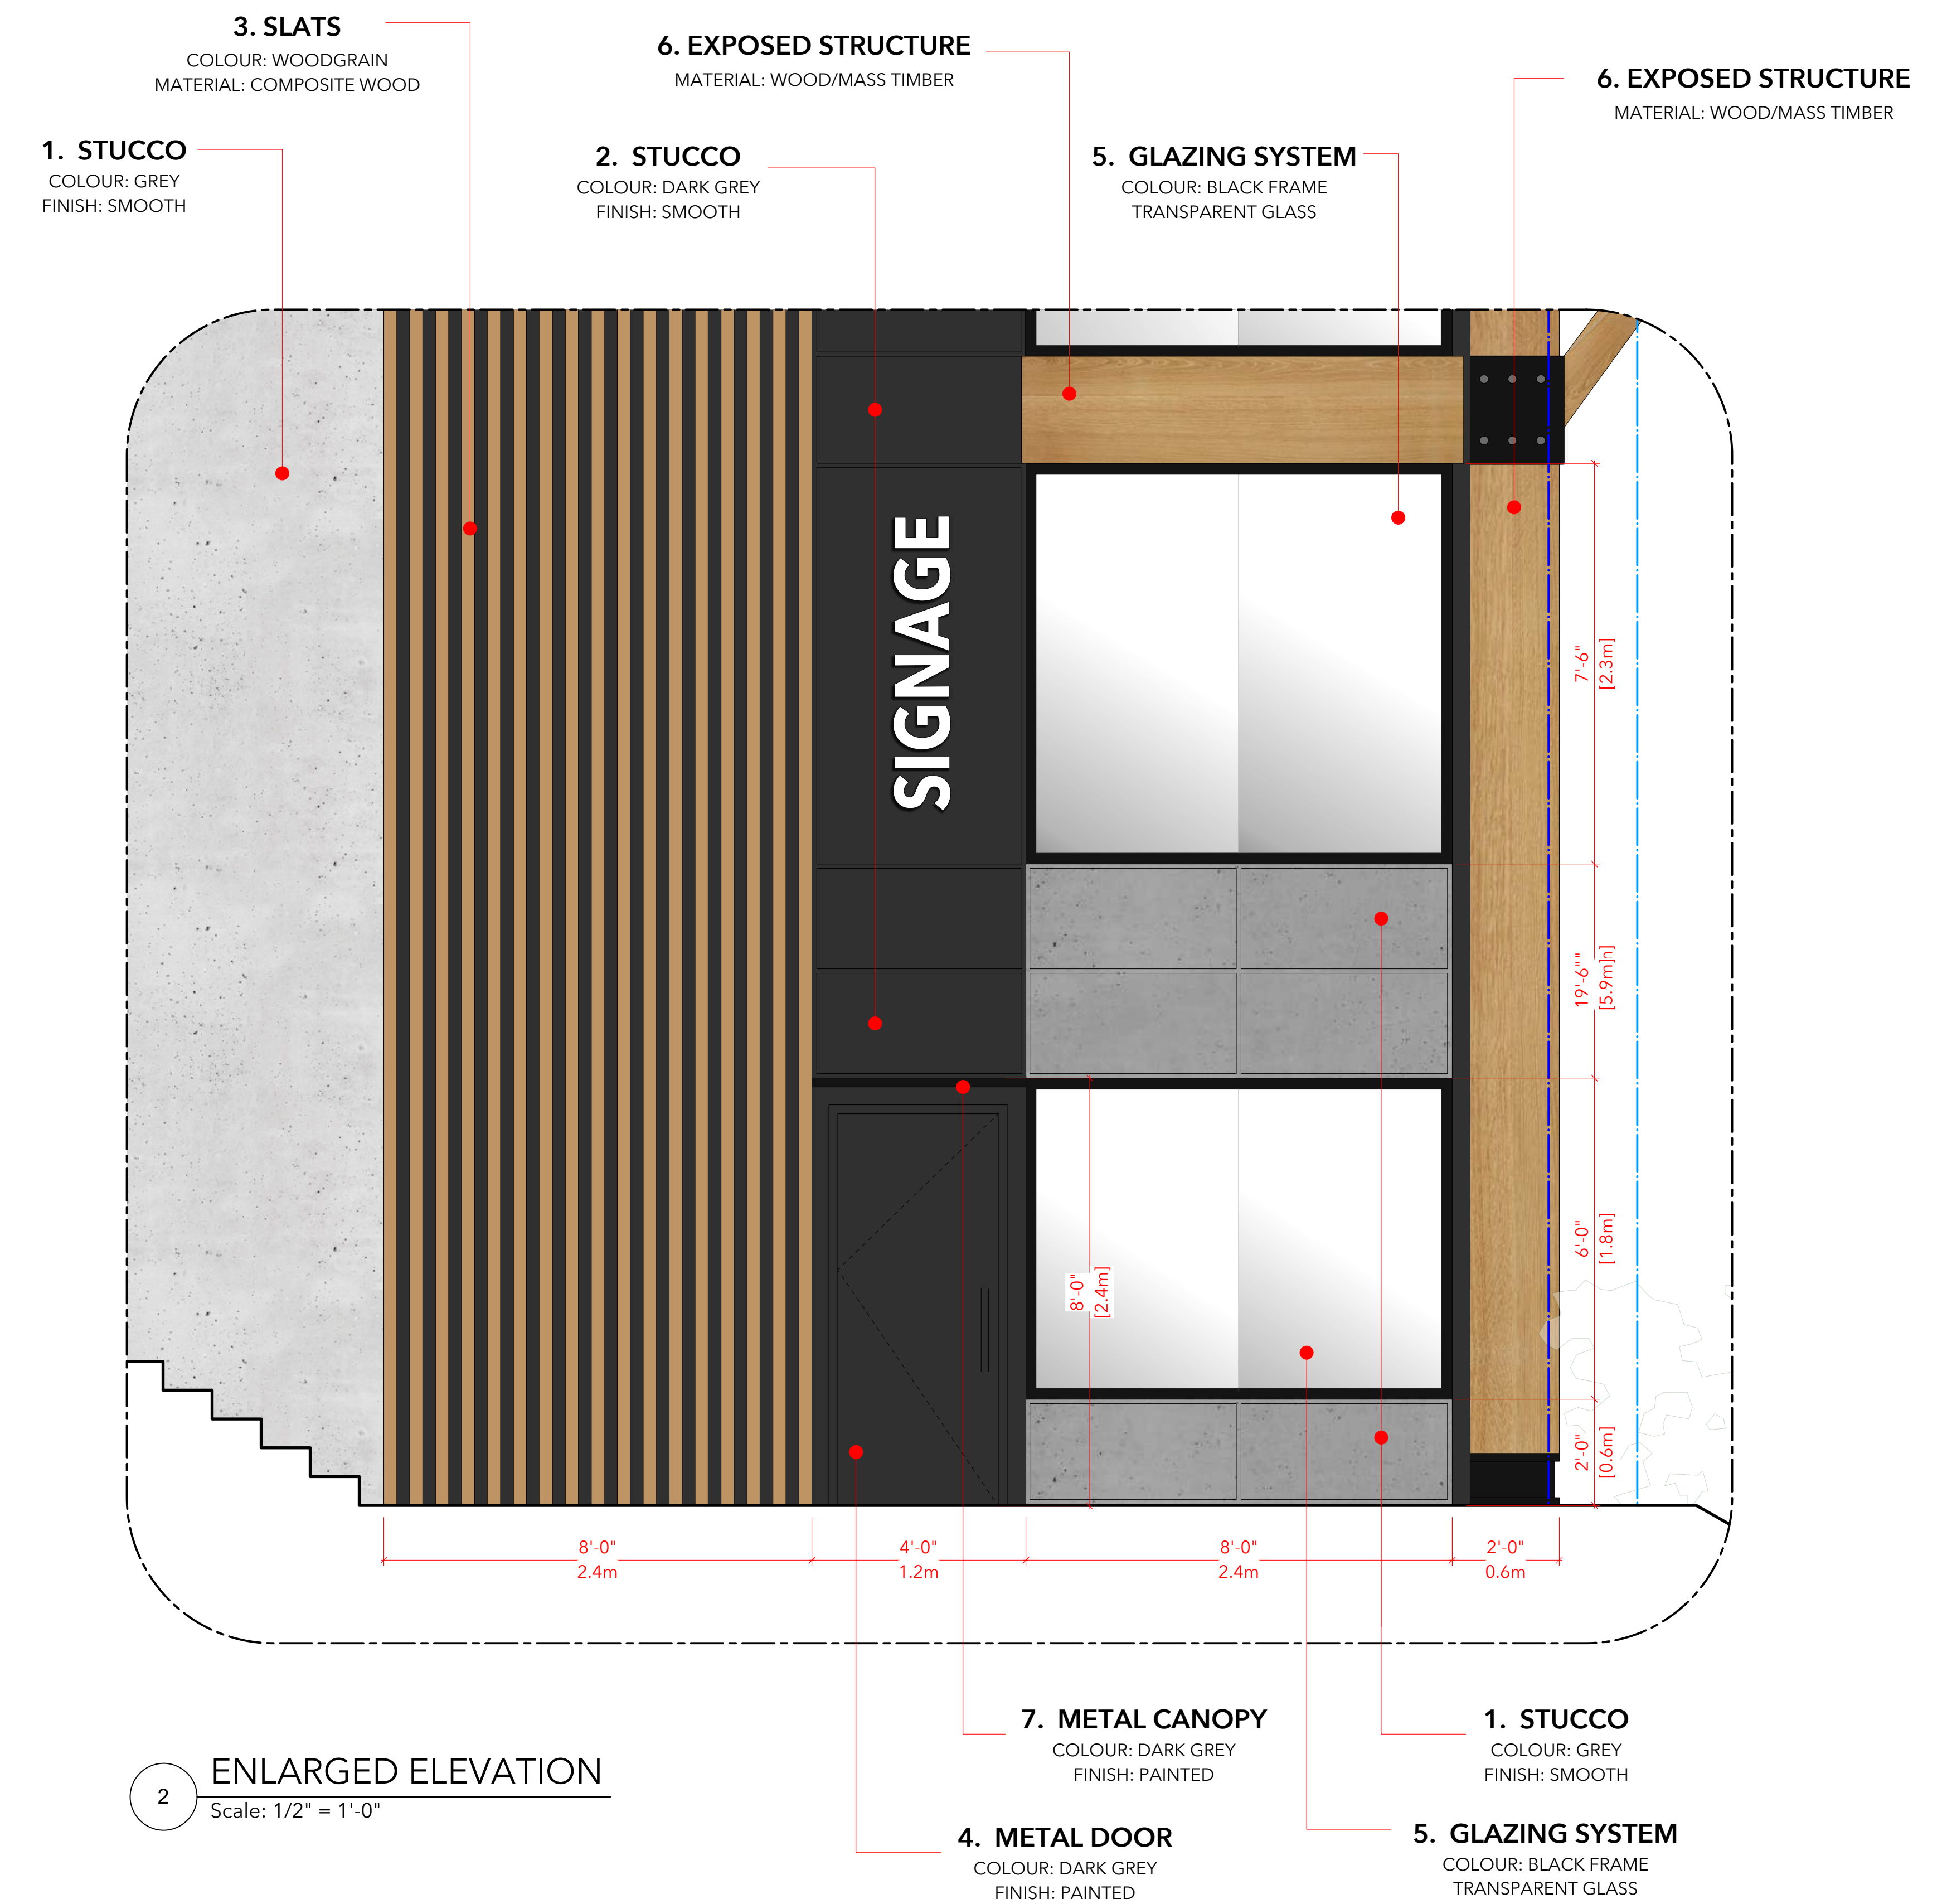 3. SLATS
COLOUR: WOODGRAIN
MATERIAL: COMPOSITE WOOD
6. EXPOSED STRUCTURE
MATERIAL: WOOD/MASS TIMBER
6. EXPOSED STRUCTURE
MATERIAL: WOOD/MASS TIMBER
1. STUCCO
COLOUR: GREY
FINISH: SMOOTH
2. STUCCO
COLOUR: DARK GREY
FINISH: SMOOTH
5. GLAZING SYSTEM
COLOUR: BLACK FRAME
TRANSPARENT GLASS
SIGNAGE
7'-6"
[2.3m]
19'-6""
[5.9m]n]
6'-0"
[1.8m]
8'-0"
[2.4m]
2'-0"
[0.6m]
8'-0"
2.4m
4'-0"
1.2m
8'-0"
2.4m
2'-0"
0.6m
7. METAL CANOPY
COLOUR: DARK GREY
FINISH: PAINTED
1. STUCCO
COLOUR: GREY
FINISH: SMOOTH
2
ENLARGED ELEVATION
Scale: 1/2" = 1'-0"
4. METAL DOOR
COLOUR: DARK GREY
FINISH: PAINTED
5. GLAZING SYSTEM
COLOUR: BLACK FRAME
TRANSPARENT GLASS